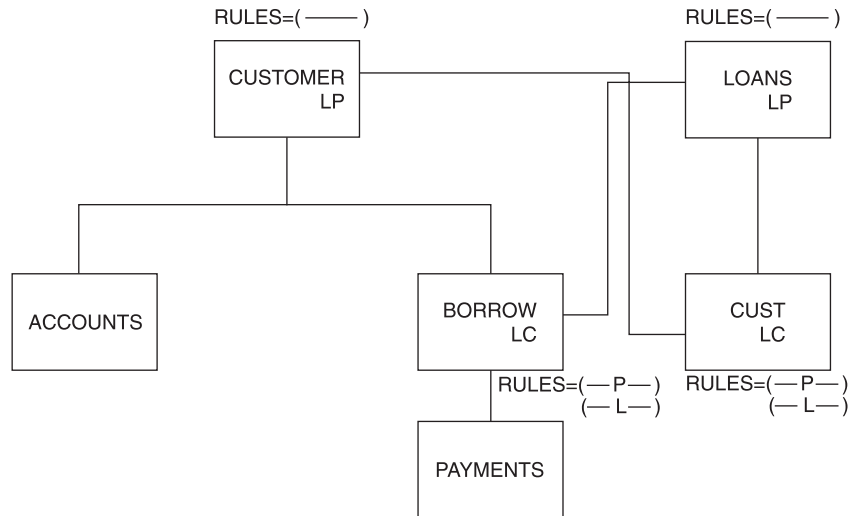 RULES=( —— )
RULES=( —— )
CUSTOMER
LP
LOANS
LP
ACCOUNTS
BORROW
LC
CUST
LC
RULES=( —P— )
( — L— )
RULES=( —P— )
( — L— )
PAYMENTS